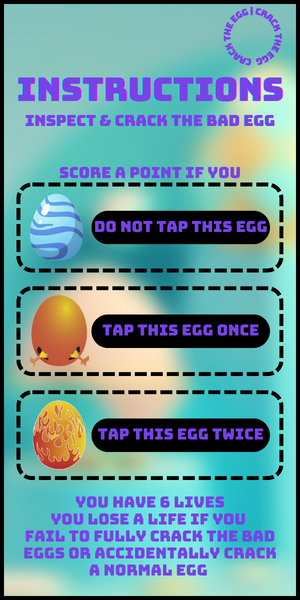 CRACK THE EGG | CRACK THE EGG
INSTRUCTIONS
INSPECT & CRACK THE BAD EGG
SCORE A POINT IF YOU
DO NOT TAP THIS EGG
TAP THIS EGG ONCE
TAP THIS EGG TWICE
YOU HAVE 6 LIVES
YOU LOSE A LIFE IF YOU
FAIL TO FULLY CRACK THE BAD
EGGS OR ACCIDENTALLY CRACK
A NORMAL EGG